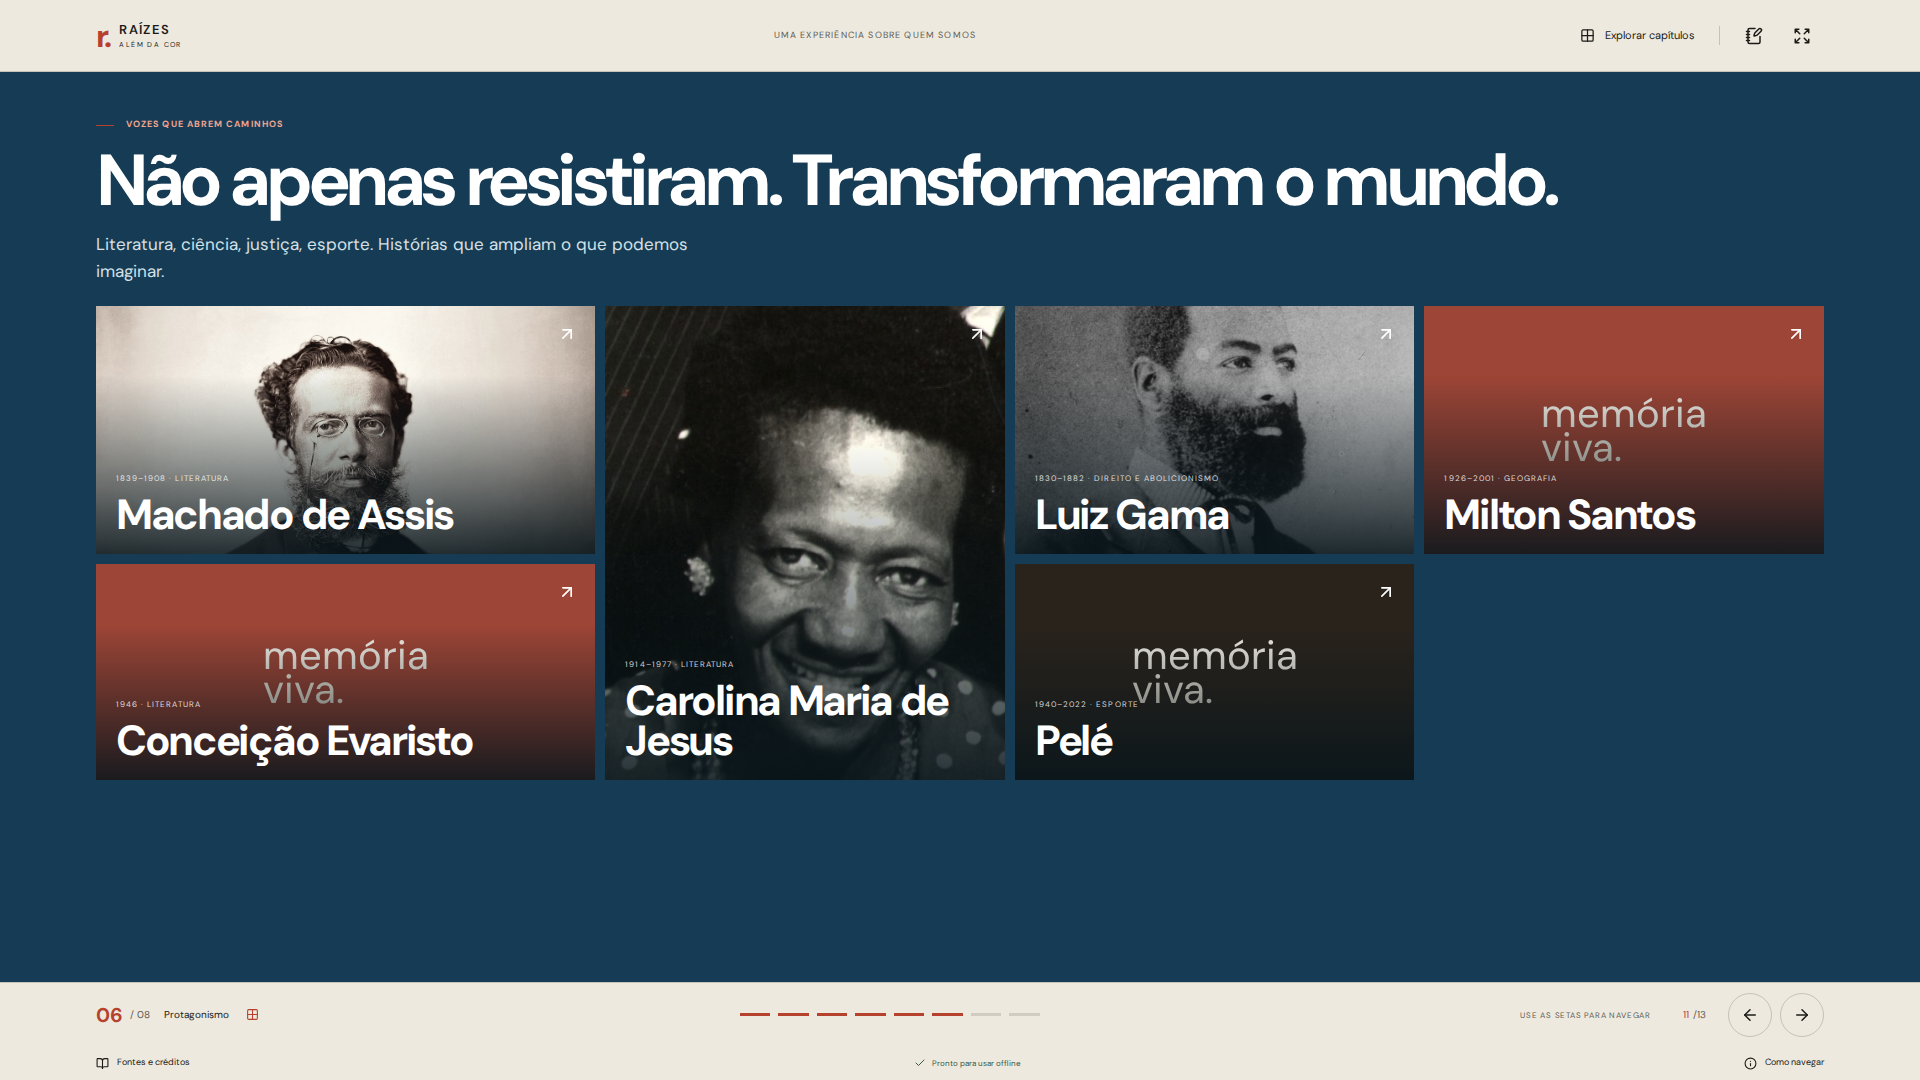 r. RAÍZES
ALÉM DA COR
UMA EXPERIÊNCIA SOBRE QUEM SOMOS
Explorar capítulos
VOZES QUE ABREM CAMINHOS
Não apenas resistiram. Transformaram o mundo.
Literatura, ciência, justiça, esporte. Histórias que ampliam o que podemos
imaginar.
1839–1908 · LITERATURA
Machado de Assis
1914–1977 · LITERATURA
Carolina Maria de
Jesus
1830–1882 · DIREITO E ABOLICIONISMO
Luiz Gama
memória
viva.
1926–2001 · GEOGRAFIA
Milton Santos
memória
viva.
1946 · LITERATURA
Conceição Evaristo
memória
viva.
1940–2022 · ESPORTE
Pelé
06 / 08 Protagonismo
USE AS SETAS PARA NAVEGAR
11 /13
Fontes e créditos
Pronto para usar offline
Como navegar